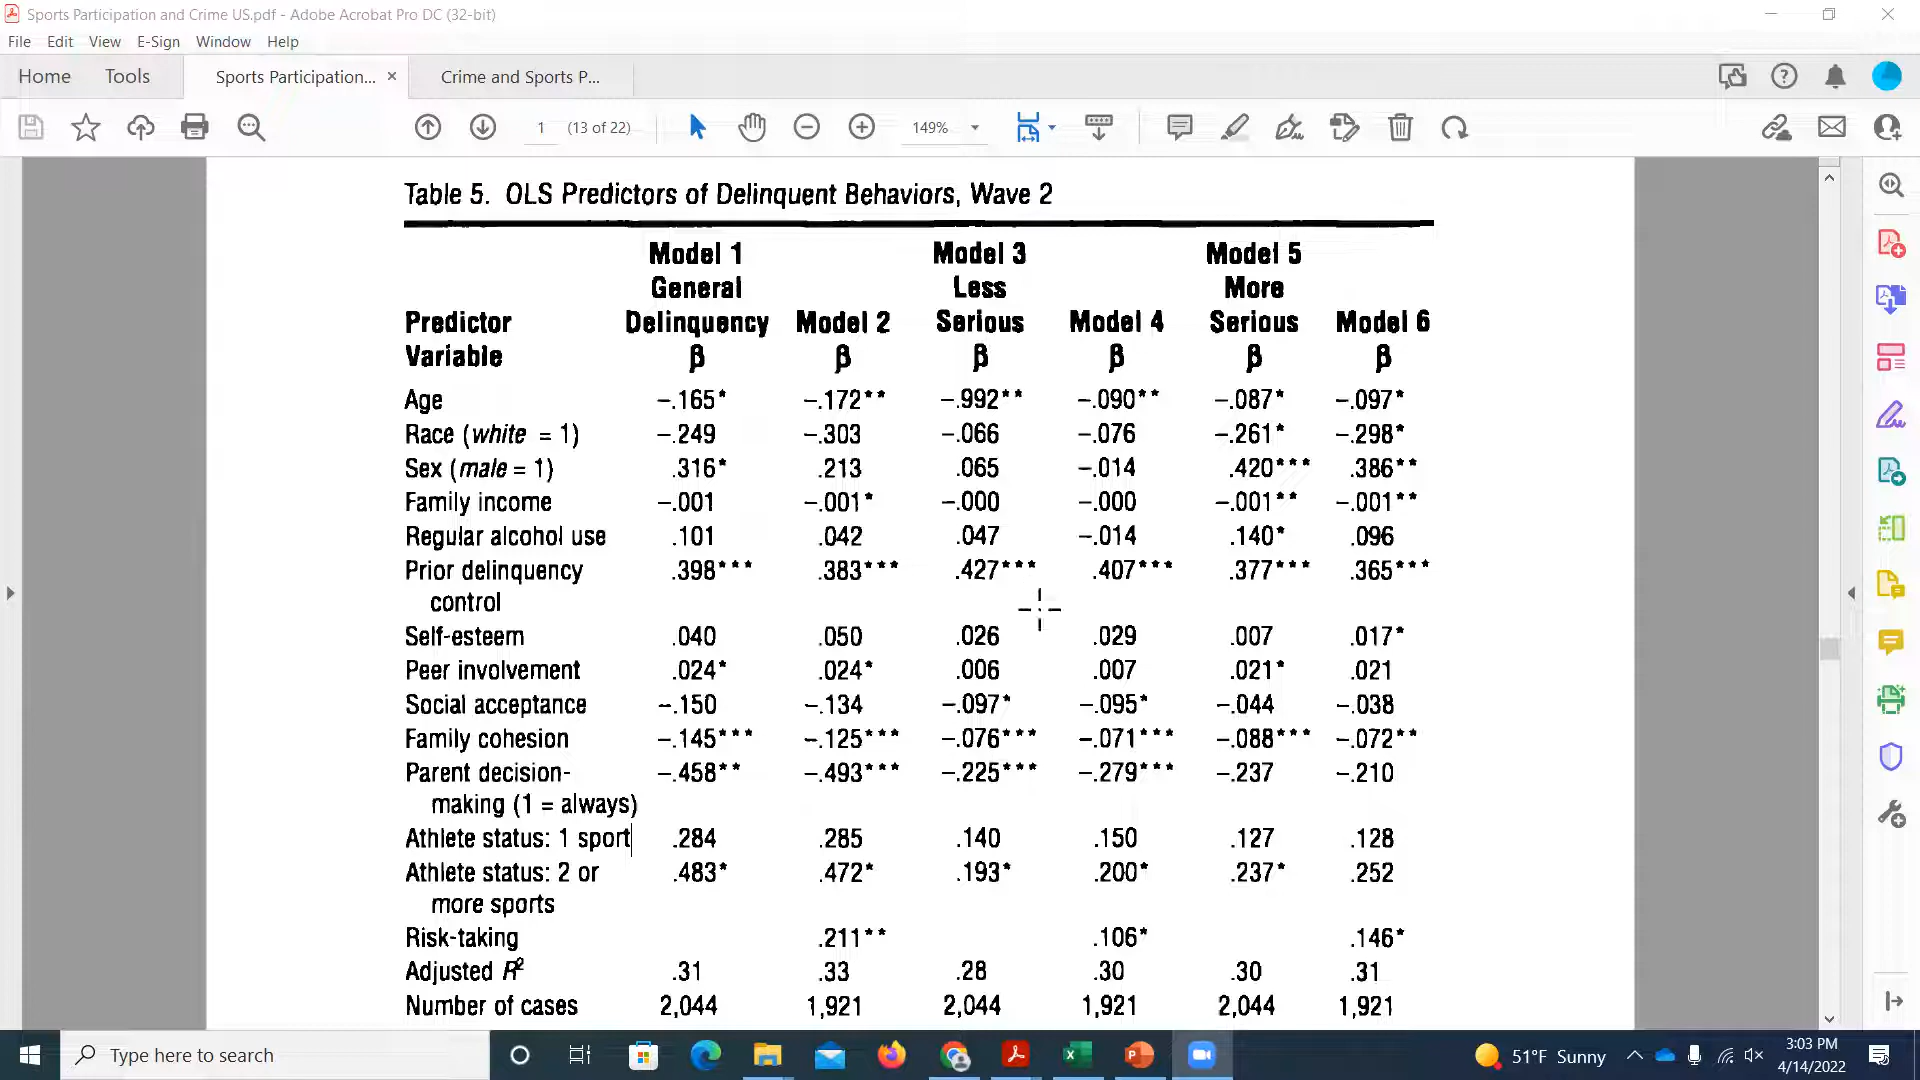 Sports Participation and Crime US.pdf - Adobe Acrobat Pro DC (32-bit)
File Edit View E-Sign Window Help
Home Tools Sports Participation... × Crime and Sports P...
1 (13 of 22) 149%
Table 5. OLS Predictors of Delinquent Behaviors, Wave 2
Model 1 Model 3 Model 5
General Less More
Predictor Delinquency Model 2 Serious Model 4 Serious Model 6
Variable β β β β β β
Age –.165* –.172** –.992** –.090** –.087* –.097*
Race (white = 1) –.249 –.303 –.066 –.076 –.261* –.298*
Sex (male = 1) .316* .213 .065 –.014 .420*** .386**
Family income –.001 –.001* –.000 –.000 –.001** –.001**
Regular alcohol use .101 .042 .047 –.014 .140* .096
Prior delinquency .398*** .383*** .427*** .407*** .377*** .365***
control
Self-esteem .040 .050 .026 .029 .007 .017*
Peer involvement .024* .024* .006 .007 .021* .021
Social acceptance –.150 –.134 –.097* –.095* –.044 –.038
Family cohesion –.145*** –.125*** –.076*** –.071*** –.088*** –.072**
Parent decision- –.458** –.493*** –.225*** –.279*** –.237 –.210
making (1 = always)
Athlete status: 1 sport .284 .285 .140 .150 .127 .128
Athlete status: 2 or .483* .472* .193* .200* .237* .252
more sports
Risk-taking .211** .106* .146*
Adjusted R² .31 .33 .28 .30 .30 .31
Number of cases 2,044 1,921 2,044 1,921 2,044 1,921
Type here to search
51°F Sunny
3:03 PM
4/14/2022